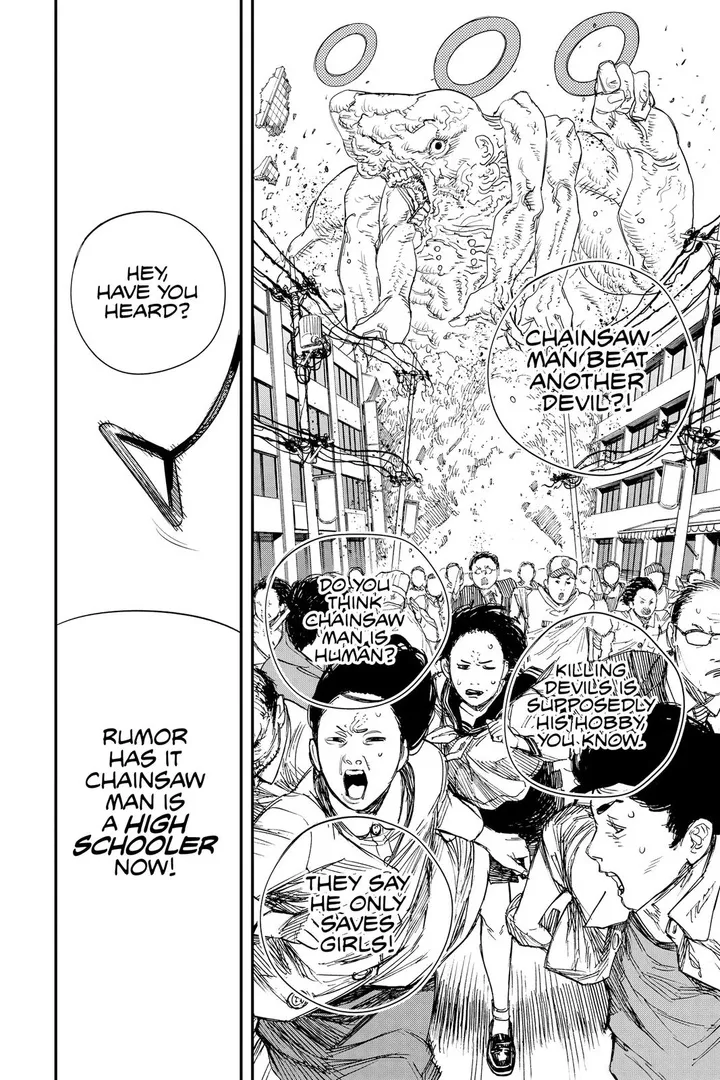 HEY,
HAVE YOU
HEARD?
RUMOR
HAS IT
CHAINSAW
MAN IS
A HIGH
SCHOOLER
NOW!
CHAINSAW
MAN BEAT
ANOTHER
DEVIL?!
DO YOU
THINK
CHAINSAW
MAN IS
HUMAN?
KILLING
DEVILS IS
SUPPOSEDLY
HIS HOBBY,
YOU KNOW.
THEY SAY
HE ONLY
SAVES
GIRLS!